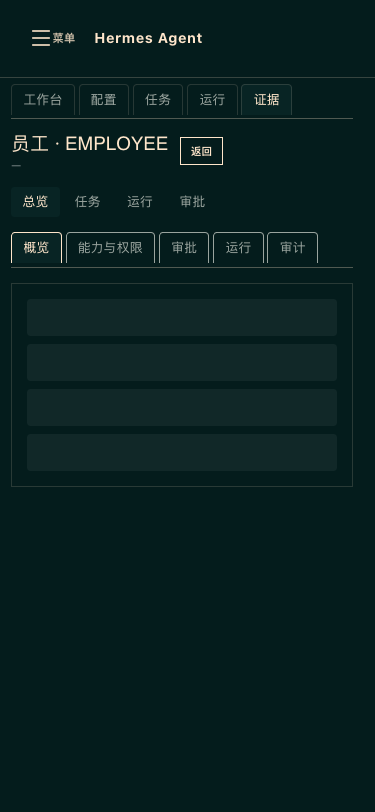 菜单 Hermes Agent
工作台 配置 任务 运行 证据
员工 · EMPLOYEE 返回
—
总览 任务 运行 审批
概览 能力与权限 审批 运行 审计